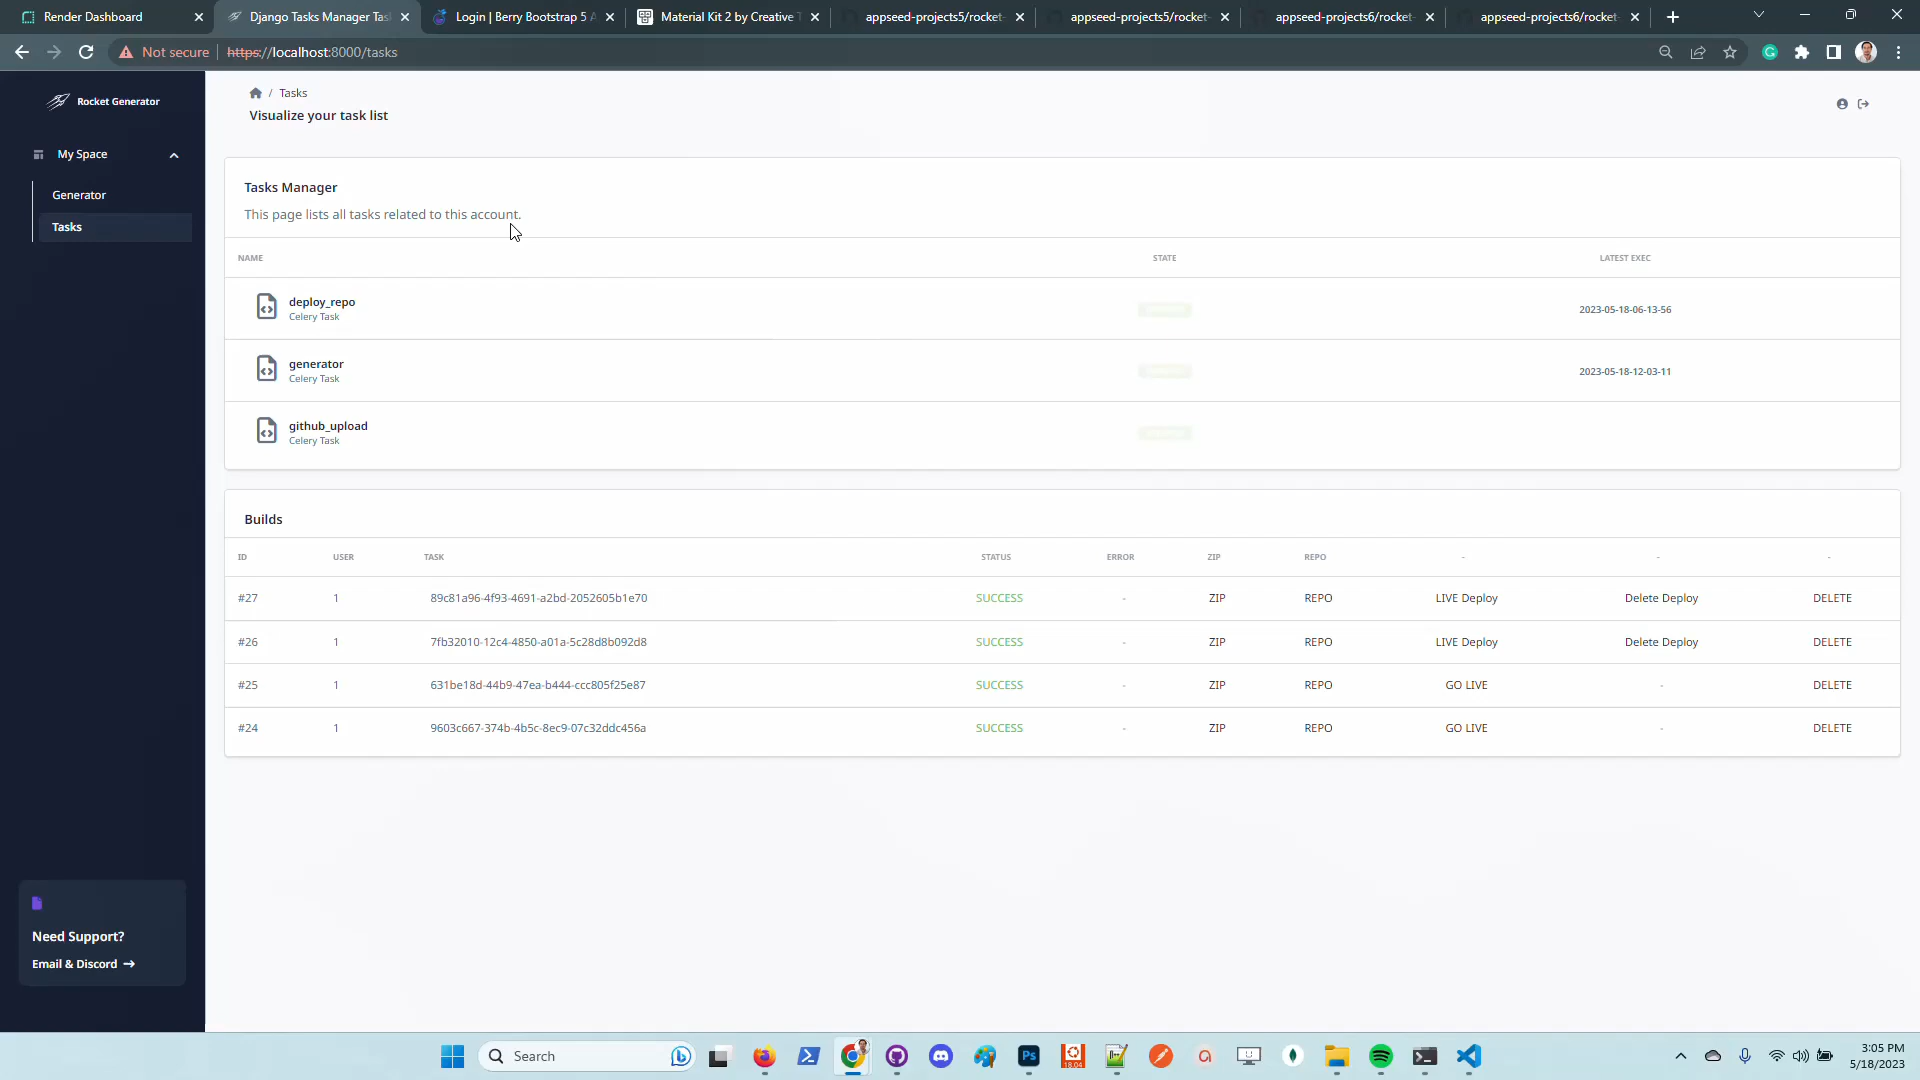 Render Dashboard
Django Tasks Manager Tas
Login | Berry Bootstrap 5 A
Material Kit 2 by Creative T
appseed-projects5/rocket-
appseed-projects5/rocket-
appseed-projects6/rocket-
appseed-projects6/rocket-
Not secure
https://localhost:8000/tasks
Rocket Generator
My Space
Generator
Tasks
Need Support?
Email & Discord →
/ Tasks
Visualize your task list
Tasks Manager
This page lists all tasks related to this account.
NAME STATE LATEST EXEC
deploy_repo
Celery Task
2023-05-18-06-13-56
generator
Celery Task
2023-05-18-12-03-11
github_upload
Celery Task
Builds
ID USER TASK STATUS ERROR ZIP REPO - - -
#27 1 89c81a96-4f93-4691-a2bd-2052605b1e70 SUCCESS - ZIP REPO LIVE Deploy Delete Deploy DELETE
#26 1 7fb32010-12c4-4850-a01a-5c28d8b092d8 SUCCESS - ZIP REPO LIVE Deploy Delete Deploy DELETE
#25 1 631be18d-44b9-47ea-b444-ccc805f25e87 SUCCESS - ZIP REPO GO LIVE - DELETE
#24 1 9603c667-374b-4b5c-8ec9-07c32ddc456a SUCCESS - ZIP REPO GO LIVE - DELETE
Search
Ps
18.04
3:05 PM
5/18/2023